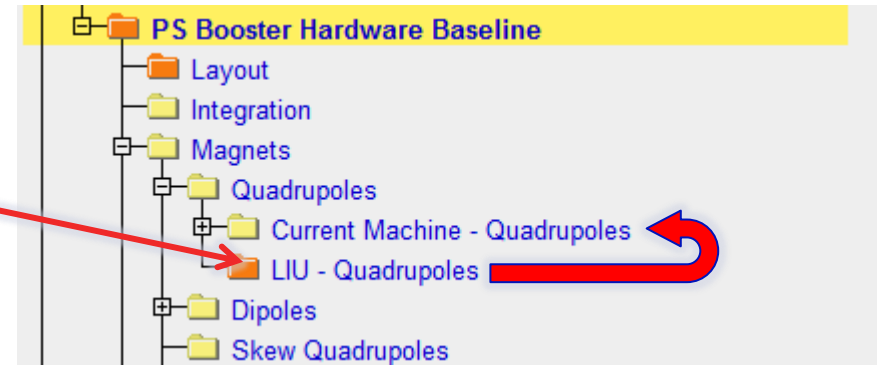 PS Booster Hardware Baseline
Layout
Integration
Magnets
Quadrupoles
Current Machine - Quadrupoles
LIU - Quadrupoles
Dipoles
Skew Quadrupoles